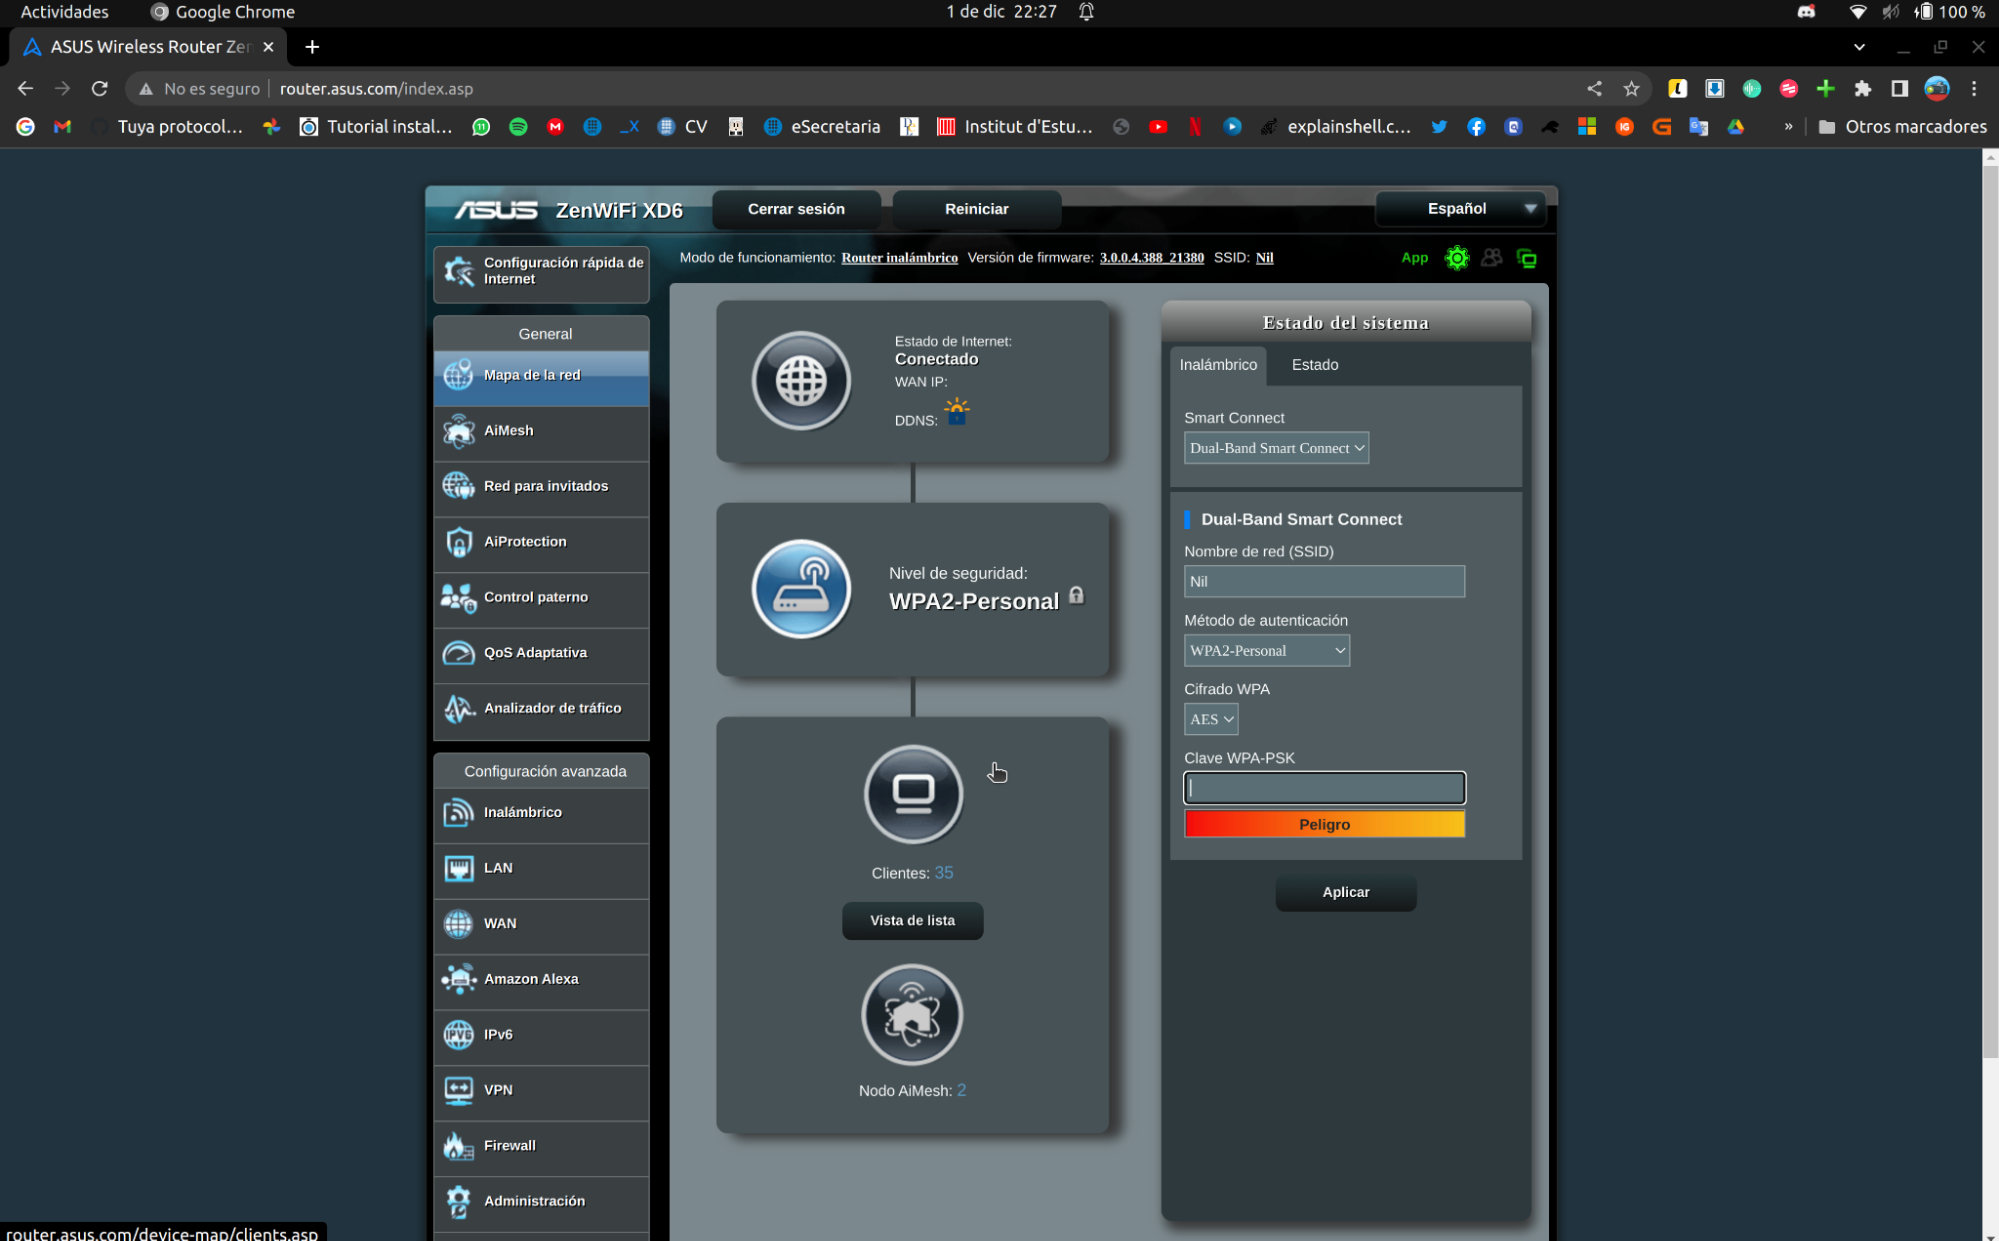 Actividades
Google Chrome
1 de dic 22:27
100 %
ASUS Wireless Router Zen
No es seguro
router.asus.com/index.asp
Tuya protocol...
Tutorial instal...
CV
eSecretaria
Institut d'Estu...
explainshell.c...
Otros marcadores
ASUS ZenWiFi XD6
Cerrar sesión
Reiniciar
Español
Configuración rápida de
Internet
Modo de funcionamiento: Router inalámbrico Versión de firmware: 3.0.0.4.388_21380 SSID: Nil
App
General
Mapa de la red
AiMesh
Red para invitados
AiProtection
Control paterno
QoS Adaptativa
Analizador de tráfico
Configuración avanzada
Inalámbrico
LAN
WAN
Amazon Alexa
IPv6
VPN
Firewall
Administración
Estado de Internet:
Conectado
WAN IP:
DDNS:
Nivel de seguridad:
WPA2-Personal
Clientes: 35
Vista de lista
Nodo AiMesh: 2
Estado del sistema
Inalámbrico
Estado
Smart Connect
Dual-Band Smart Connect
Dual-Band Smart Connect
Nombre de red (SSID)
Nil
Método de autenticación
WPA2-Personal
Cifrado WPA
AES
Clave WPA-PSK
Peligro
Aplicar
router.asus.com/device-map/clients.asp